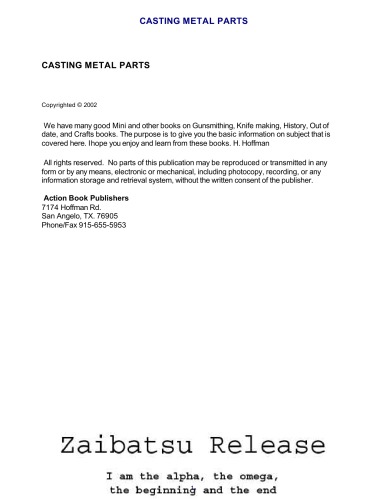 CASTING METAL PARTS
CASTING METAL PARTS
Copyrighted © 2002
We have many good Mini and other books on Gunsmithing, Knife making, History, Out of
date, and Crafts books. The purpose is to give you the basic information on subject that is
covered here. Ihope you enjoy and learn from these books. H. Hoffman
All rights reserved. No parts of this publication may be reproduced or transmitted in any
form or by any means, electronic or mechanical, including photocopy, recording, or any
information storage and retrieval system, without the written consent of the publisher.
Action Book Publishers
7174 Hoffman Rd.
San Angelo, TX. 76905
Phone/Fax 915-655-5953
Zaibatsu Release
I am the alpha, the omega,
the beginning and the end